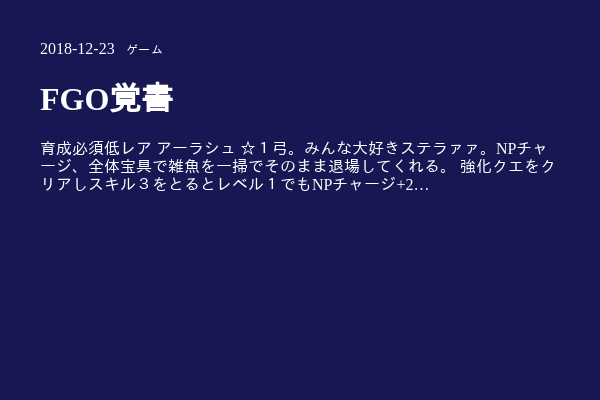 2018-12-23 ゲーム
FGO覚書
育成必須低レア アーラシュ ☆１弓。みんな大好きステラァァ。NPチャ
ージ、全体宝具で雑魚を一掃でそのまま退場してくれる。 強化クエをク
リアしスキル３をとるとレベル１でもNPチャージ+2…